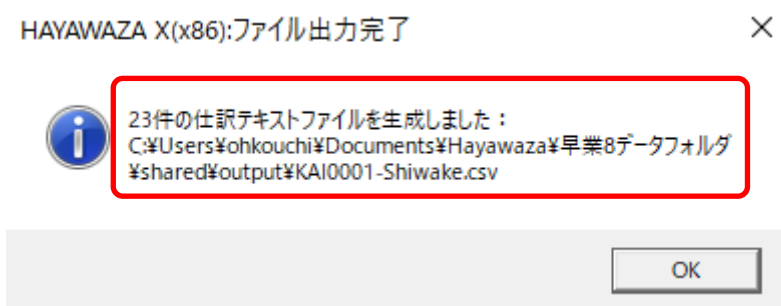 HAYAWAZA X(x86):ファイル出力完了
23件の仕訳テキストファイルを生成しました：
C:¥Users¥ohkouchi¥Documents¥Hayawaza¥早業8データフォルダ
¥shared¥output¥KAI0001-Shiwake.csv
OK